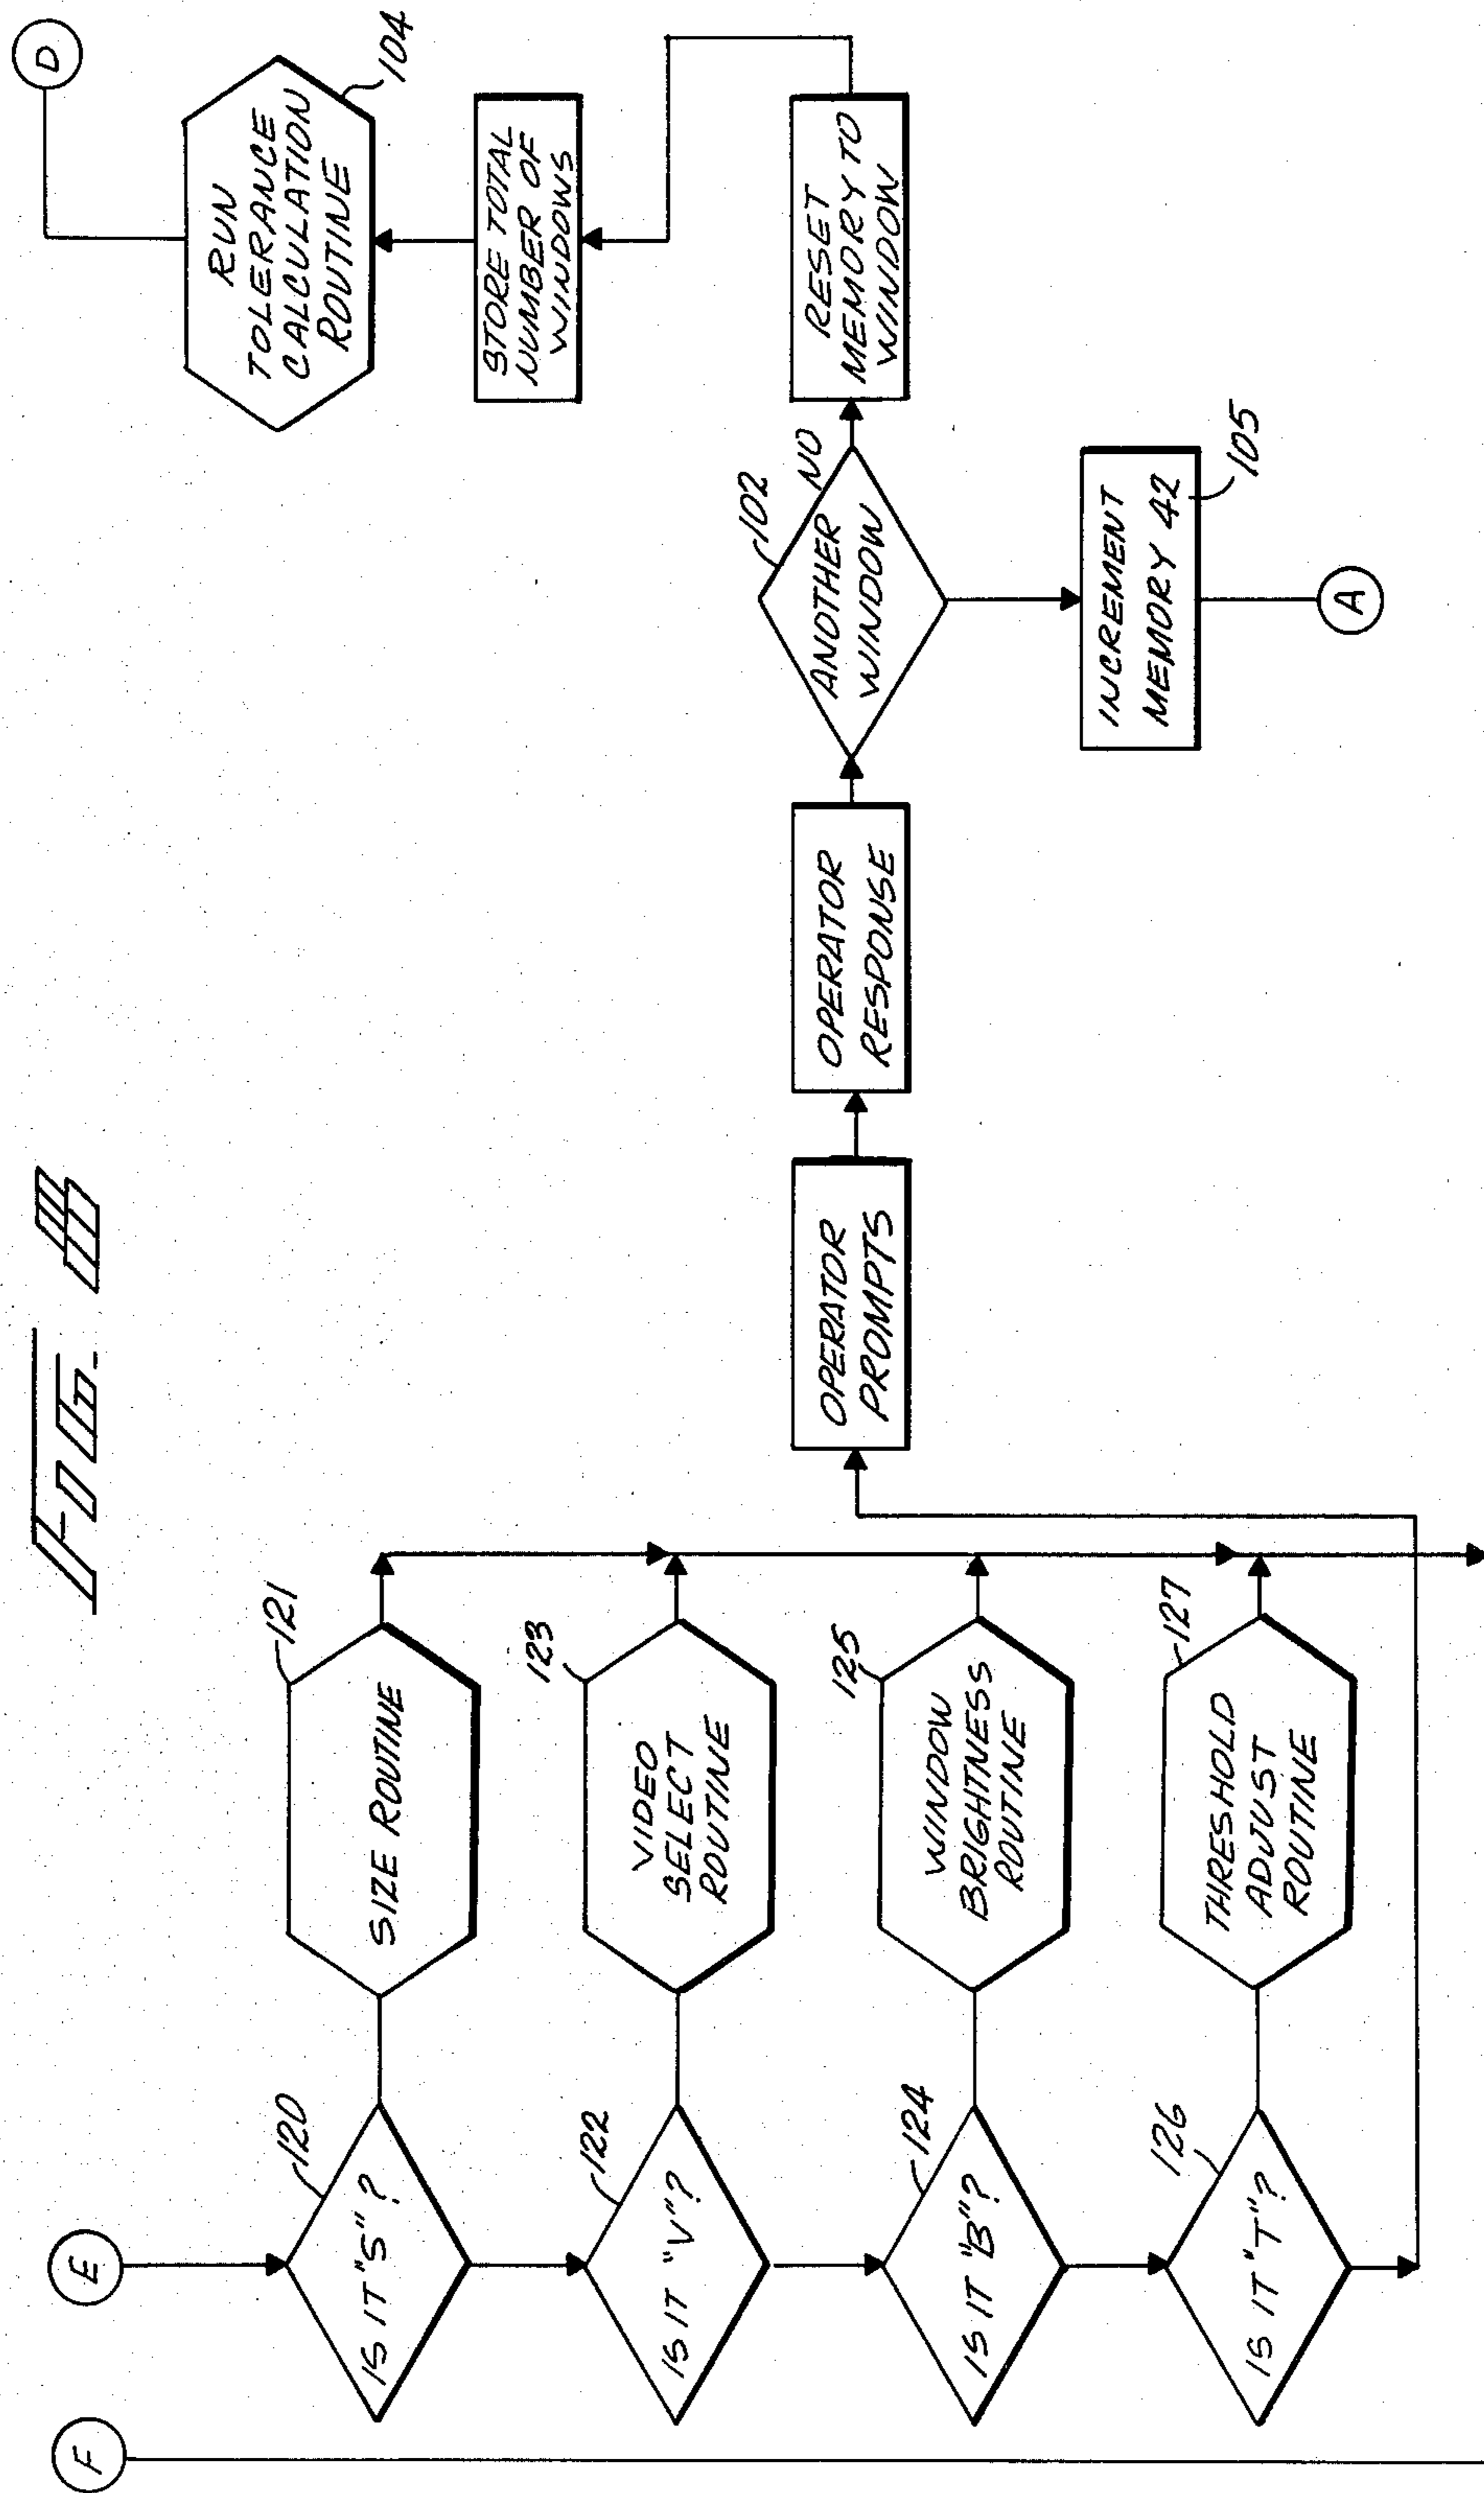 FIG.
F
E
D
IS IT "S"?
120
SIZE ROUTINE
121
IS IT "V"?
122
VIDEO
SELECT
ROUTINE
123
IS IT "B"?
124
WINDOW
BRIGHTNESS
ROUTINE
125
IS IT "T"?
126
THRESHOLD
ADJUST
ROUTINE
127
OPERATOR
PROMPTS
OPERATOR
RESPONSE
ANOTHER
WINDOW
102
NO
INCREMENT
MEMORY 42
105
A
RESET
MEMORY TO
WINDOW
STORE TOTAL
NUMBER OF
WINDOWS
RUN
TOLERANCE
CALCULATION
ROUTINE
104